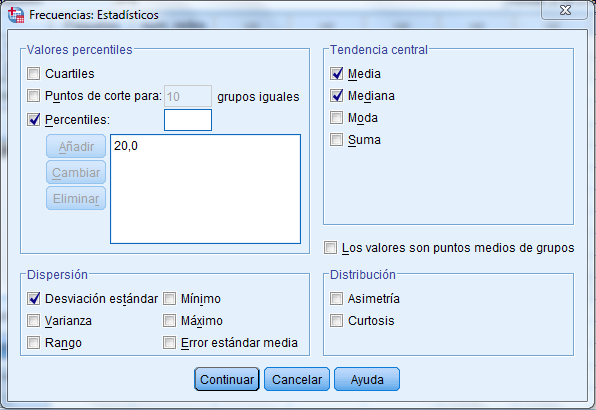 Frecuencias: Estadísticos
Valores percentiles
Cuartiles
Puntos de corte para: 10 grupos iguales
Percentiles:
Añadir
Cambiar
Eliminar
20,0
Tendencia central
Media
Mediana
Moda
Suma
Los valores son puntos medios de grupos
Dispersión
Desviación estándar
Mínimo
Varianza
Máximo
Rango
Error estándar media
Distribución
Asimetría
Curtosis
Continuar
Cancelar
Ayuda